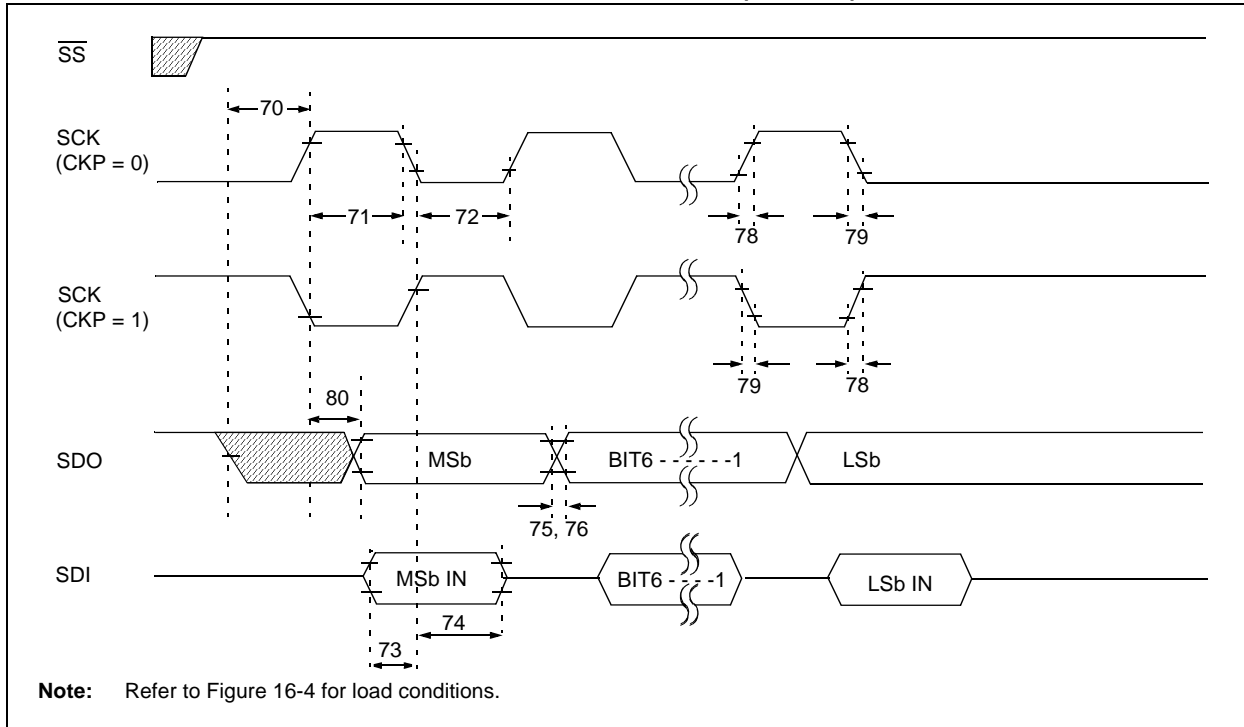 SS
70
SCK
(CKP = 0)
71
72
78
79
SCK
(CKP = 1)
79
78
80
SDO
MSb
BIT6 - - - - - -1
LSb
75, 76
SDI
MSb IN
BIT6 - - - -1
LSb IN
74
73
Note: Refer to Figure 16-4 for load conditions.